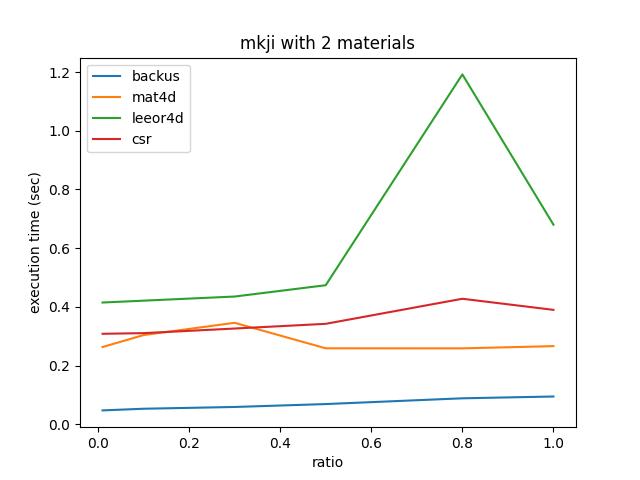 mkji with 2 materials
backus
mat4d
leeor4d
csr
execution time (sec)
1.2
1.0
0.8
0.6
0.4
0.2
0.0
0.0 0.2 0.4 0.6 0.8 1.0
ratio